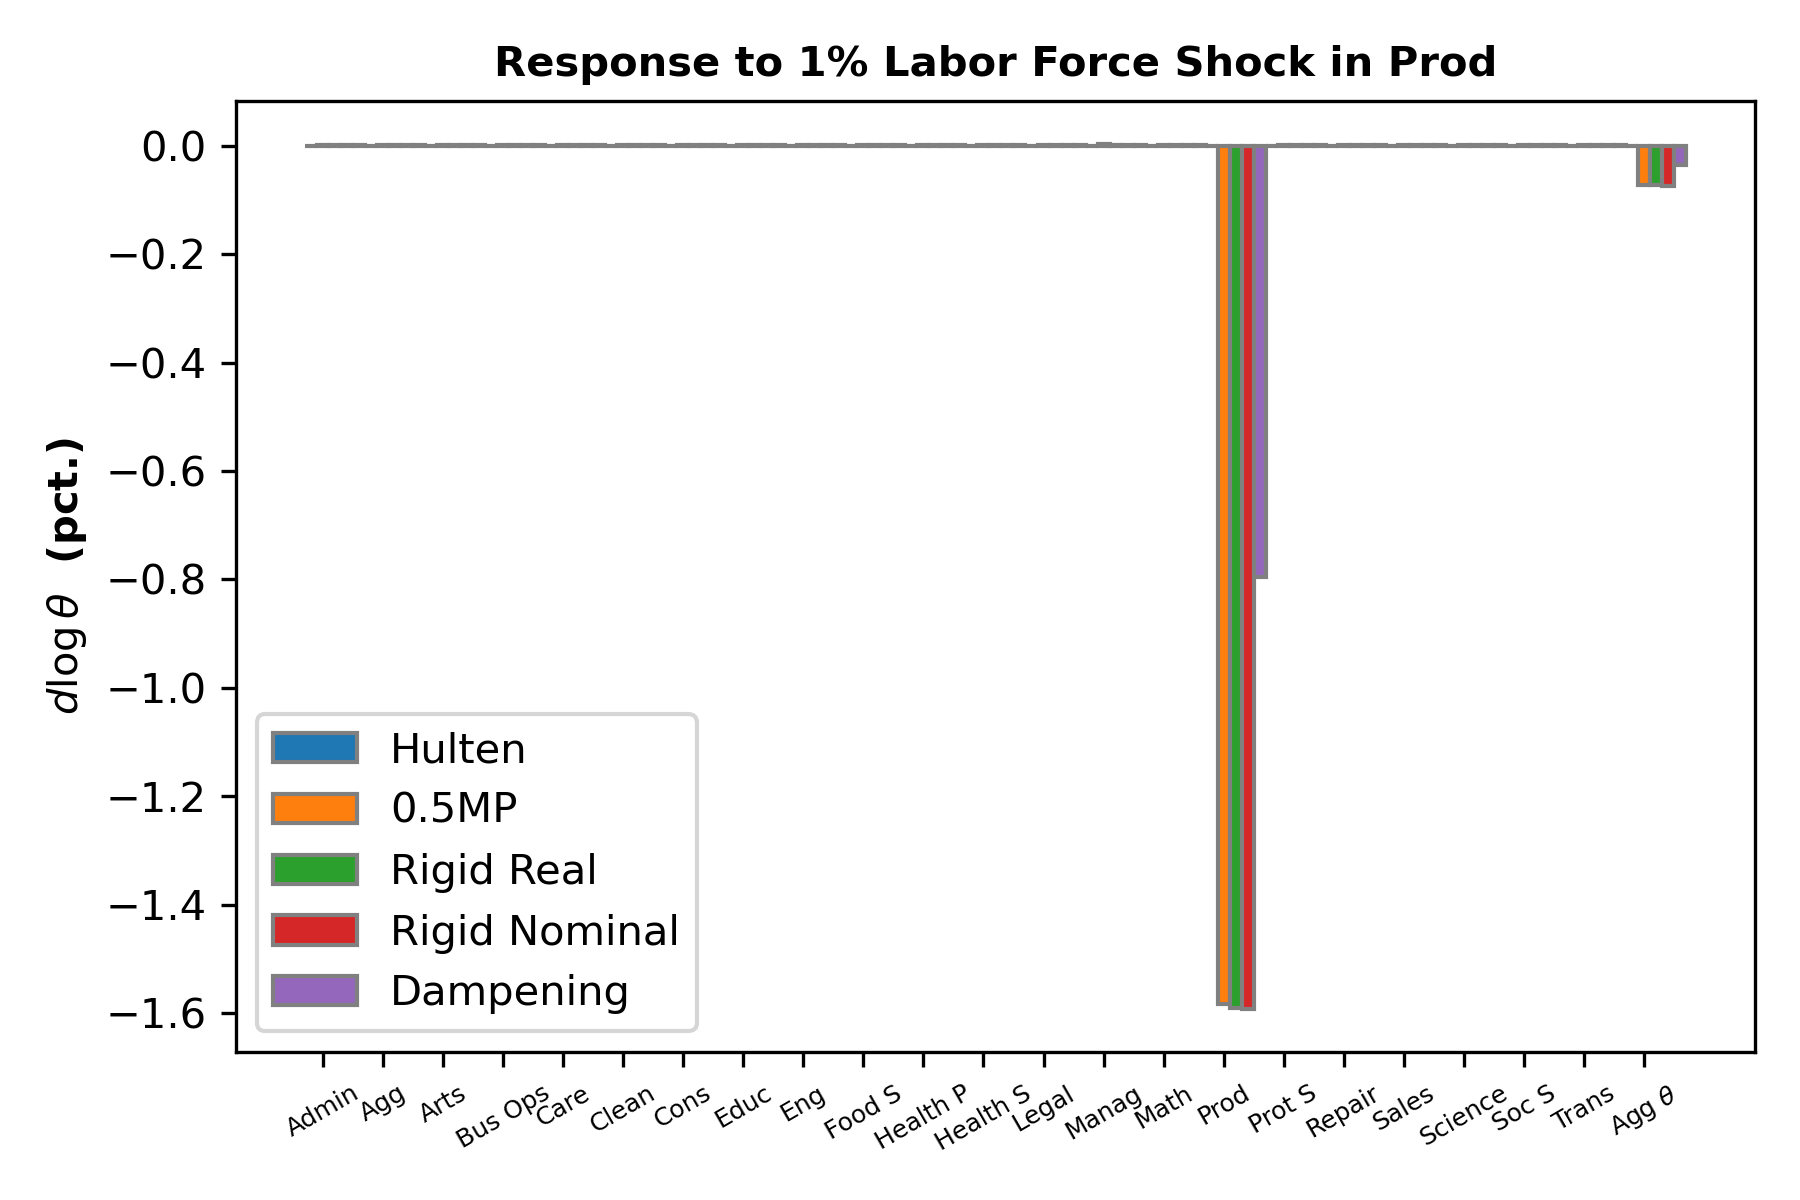 Response to 1% Labor Force Shock in Prod
d log θ (pct.)
0.0
−0.2
−0.4
−0.6
−0.8
−1.0
−1.2
−1.4
−1.6
Hulten
0.5MP
Rigid Real
Rigid Nominal
Dampening
Admin
Agg
Arts
Bus Ops
Care
Clean
Cons
Educ
Eng
Food S
Health P
Health S
Legal
Manag
Math
Prod
Prot S
Repair
Sales
Science
Soc S
Trans
Agg θ